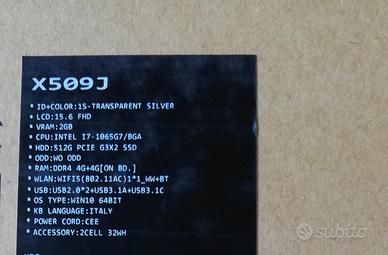 X509J
• ID+COLOR:1S-TRANSPARENT SILVER
• LCD:15.6 FHD
• VRAM:2GB
• CPU:INTEL I7-1065G7/BGA
• HDD:512G PCIE G3X2 SSD
• ODD:WO ODD
• RAM:DDR4 4G+4G[ON BD.]
• WLAN:WIFI5(802.11AC)1*1_WW+BT
• USB:USB2.0*2+USB3.1A+USB3.1C
• OS TYPE:WIN10 64BIT
• KB LANGUAGE:ITALY
• POWER CORD:CEE
• ACCESSORY:2CELL 32WH
subito